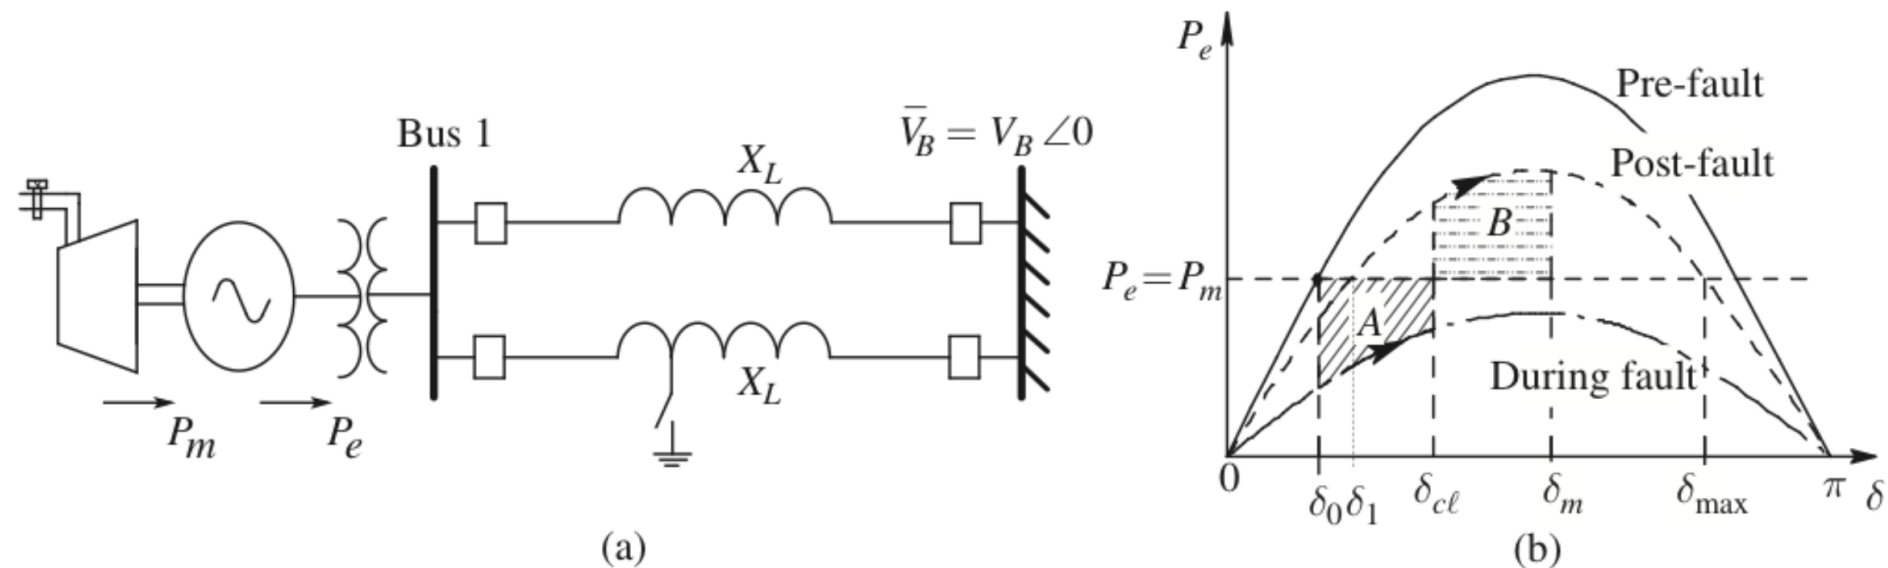 Bus 1
X_L
V̄_B = V_B ∠0
X_L
P_m
P_e
(a)
P_e
Pre-fault
Post-fault
B
P_e = P_m
A
During fault
0
δ_0 δ_1 δ_cℓ δ_m δ_max π δ
(b)